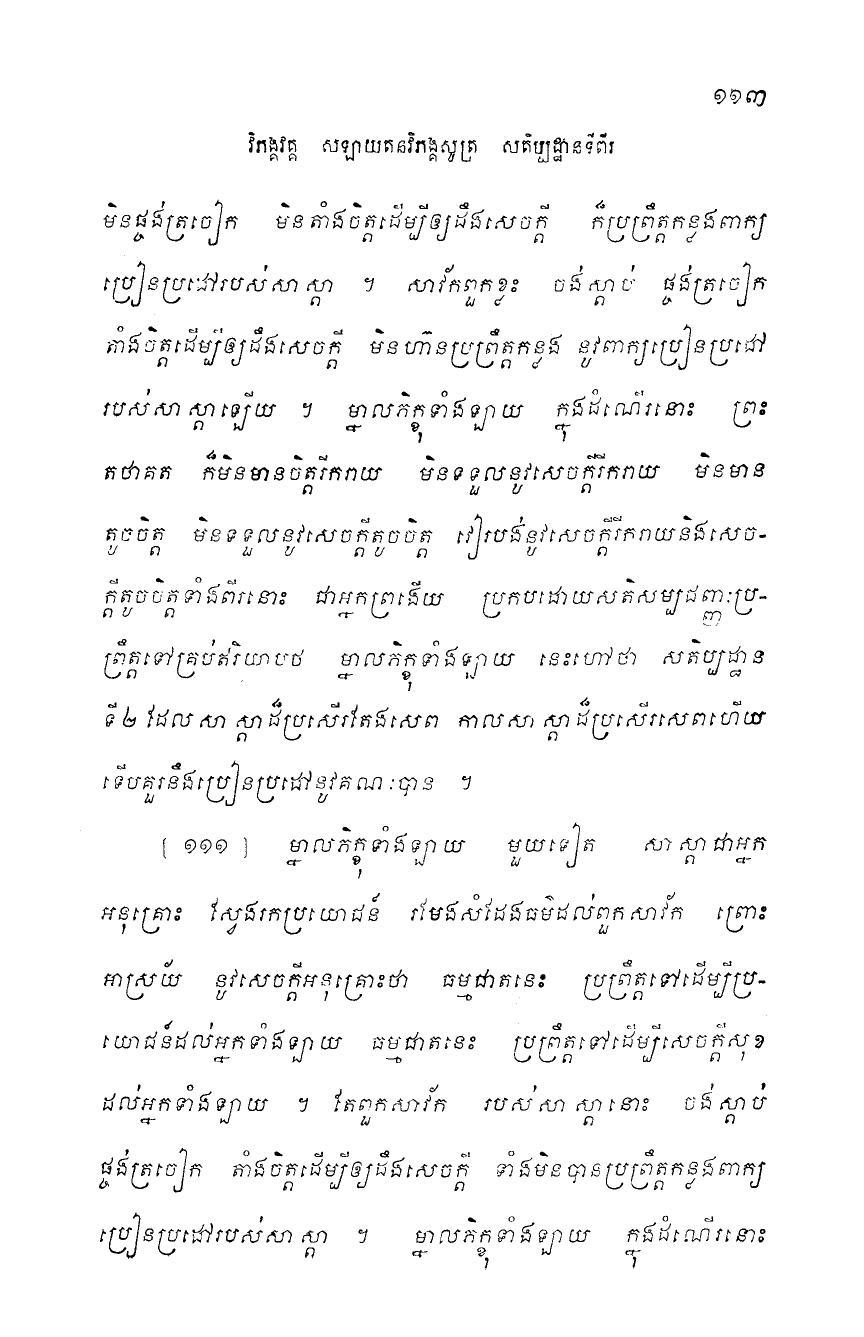 ១១៣
វិភង្គវគ្គ សឡាយតនវិភង្គសូត្រ សតិប្បដ្ឋានទីពីរ
មិនផ្ចង់ត្រចៀក មិនតាំងចិត្តដើម្បីឲ្យដឹងសេចក្តី ក៏ប្រព្រឹត្តកន្លងពាក្យ
ប្រៀនប្រដៅរបស់សាស្តា ។ សាវ័កពួកខ្លះ ចង់ស្តាប់ ផ្ចង់ត្រចៀក
តាំងចិត្តដើម្បីឲ្យដឹងសេចក្តី មិនហ៊ានប្រព្រឹត្តកន្លង នូវពាក្យប្រៀនប្រដៅ
របស់សាស្តាឡើយ ។ ម្នាលភិក្ខុទាំងឡាយ ក្នុងដំណើរនោះ ព្រះ
តថាគត ក៏មិនមានចិត្តរីករាយ មិនទទួលនូវសេចក្តីរីករាយ មិនមាន
តូចចិត្ត មិនទទួលនូវសេចក្តីតូចចិត្ត វៀរបង់នូវសេចក្តីរីករាយនិងសេច-
ក្តីតូចចិត្តទាំងពីរនោះ ជាអ្នកព្រងើយ ប្រកបដោយសតិសម្បជញ្ញៈប្រ-
ព្រឹត្តទៅគ្រប់ឥរិយាបថ ម្នាលភិក្ខុទាំងឡាយ នេះហៅថា សតិប្បដ្ឋាន
ទី២ ដែលសាស្តាដ៏ប្រសើរតែងសេព កាលសាស្តាដ៏ប្រសើរសេពហើយ
ទើបគួរនឹងប្រៀនប្រដៅនូវគណៈបាន ។
[ ១១១ ] ម្នាលភិក្ខុទាំងឡាយ មួយទៀត សាស្តាជាអ្នក
អនុគ្រោះ ស្វែងរកប្រយោជន៍ រមែងសំដែងធម៌ដល់ពួកសាវ័ក ព្រោះ
អាស្រ័យ នូវសេចក្តីអនុគ្រោះថា ធម្មជាតនេះ ប្រព្រឹត្តទៅដើម្បីប្រ-
យោជន៍ដល់អ្នកទាំងឡាយ ធម្មជាតនេះ ប្រព្រឹត្តទៅដើម្បីសេចក្តីសុខ
ដល់អ្នកទាំងឡាយ ។ តែពួកសាវ័ក របស់សាស្តានោះ ចង់ស្តាប់
ផ្ចង់ត្រចៀក តាំងចិត្តដើម្បីឲ្យដឹងសេចក្តី ទាំងមិនបានប្រព្រឹត្តកន្លងពាក្យ
ប្រៀនប្រដៅរបស់សាស្តា ។ ម្នាលភិក្ខុទាំងឡាយ ក្នុងដំណើរនោះ